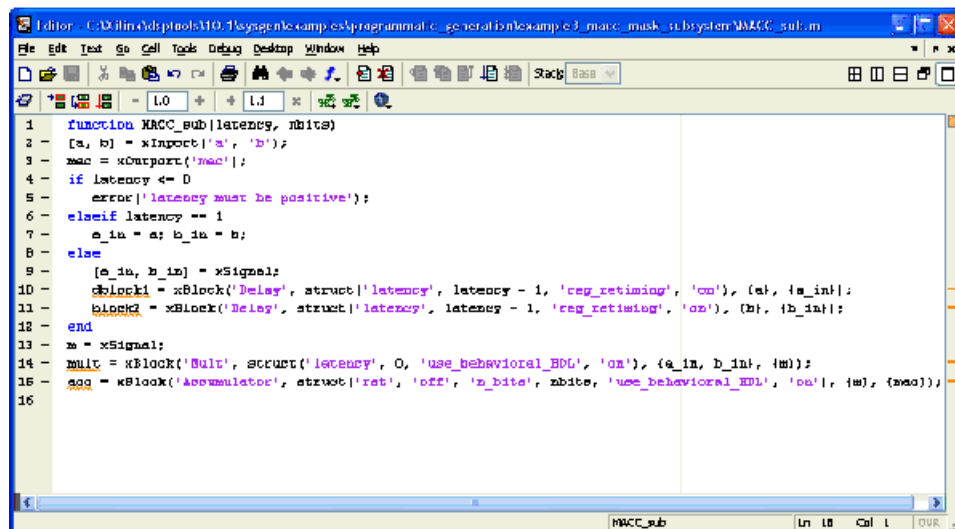 Editor - C:\Xilinx\dsptools\10.1\sysgen\examples\programmatic_generation\example3_macc_mask_subsystem\MACC_sub.m
File Edit Text Go Cell Tools Debug Desktop Window Help
Stack: Base
- 1.0 + ÷ 1.1 ×
1 function MACC_sub(latency, nbits)
2 - [a, b] = xInport('a', 'b');
3 - mac = xOutport('mac');
4 - if latency <= 0
5 - error('latency must be positive');
6 - elseif latency == 1
7 - a_in = a; b_in = b;
8 - else
9 - [a_in, b_in] = xSignal;
10 - dblock1 = xBlock('Delay', struct('latency', latency - 1, 'reg_retiming', 'on'), {a}, {a_in});
11 - block2 = xBlock('Delay', struct('latency', latency - 1, 'reg_retiming', 'on'), {b}, {b_in});
12 - end
13 - m = xSignal;
14 - mult = xBlock('Mult', struct('latency', 0, 'use_behavioral_HDL', 'on'), {a_in, b_in}, {m});
15 - acc = xBlock('Accumulator', struct('rst', 'off', 'n_bits', nbits, 'use_behavioral_HDL', 'on'), {m}, {mac});
16
MACC_sub Ln 16 Col 1 OVR